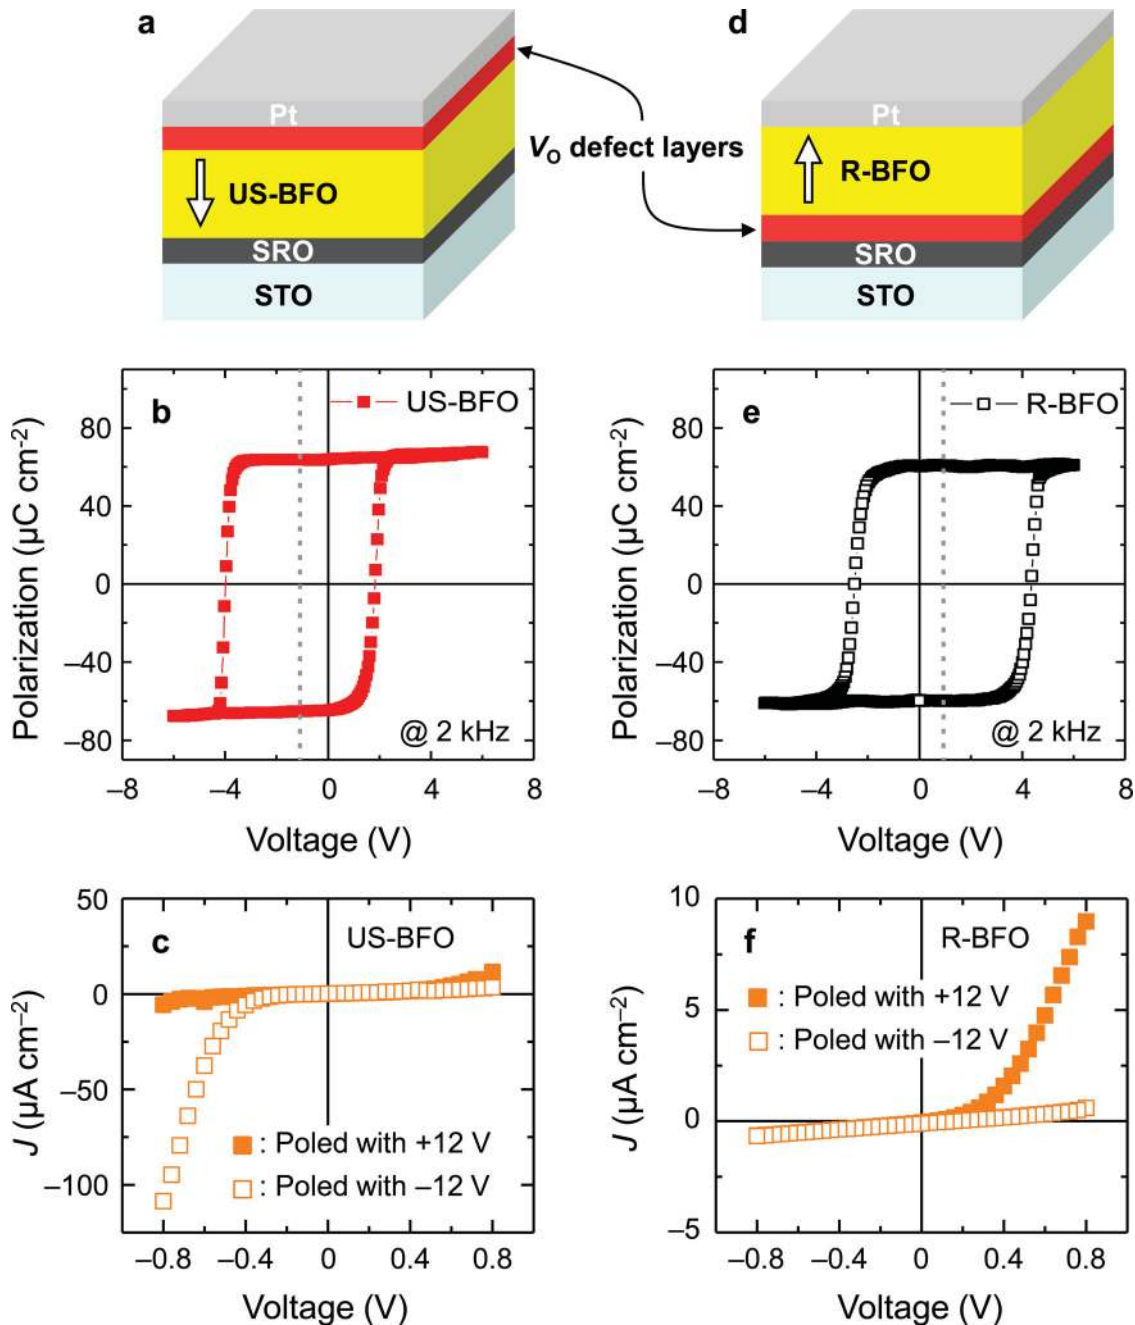 a
Pt
US-BFO
SRO
STO
V_O defect layers
d
Pt
R-BFO
SRO
STO
b
US-BFO
80
40
0
–40
–80
Polarization (µC cm⁻²)
@ 2 kHz
–8 –4 0 4 8
Voltage (V)
e
R-BFO
80
40
0
–40
–80
Polarization (µC cm⁻²)
@ 2 kHz
–8 –4 0 4 8
Voltage (V)
c
US-BFO
50
0
–50
–100
J (µA cm⁻²)
: Poled with +12 V
: Poled with –12 V
–0.8 –0.4 0 0.4 0.8
Voltage (V)
f
R-BFO
10
5
0
–5
J (µA cm⁻²)
: Poled with +12 V
: Poled with –12 V
–0.8 –0.4 0 0.4 0.8
Voltage (V)